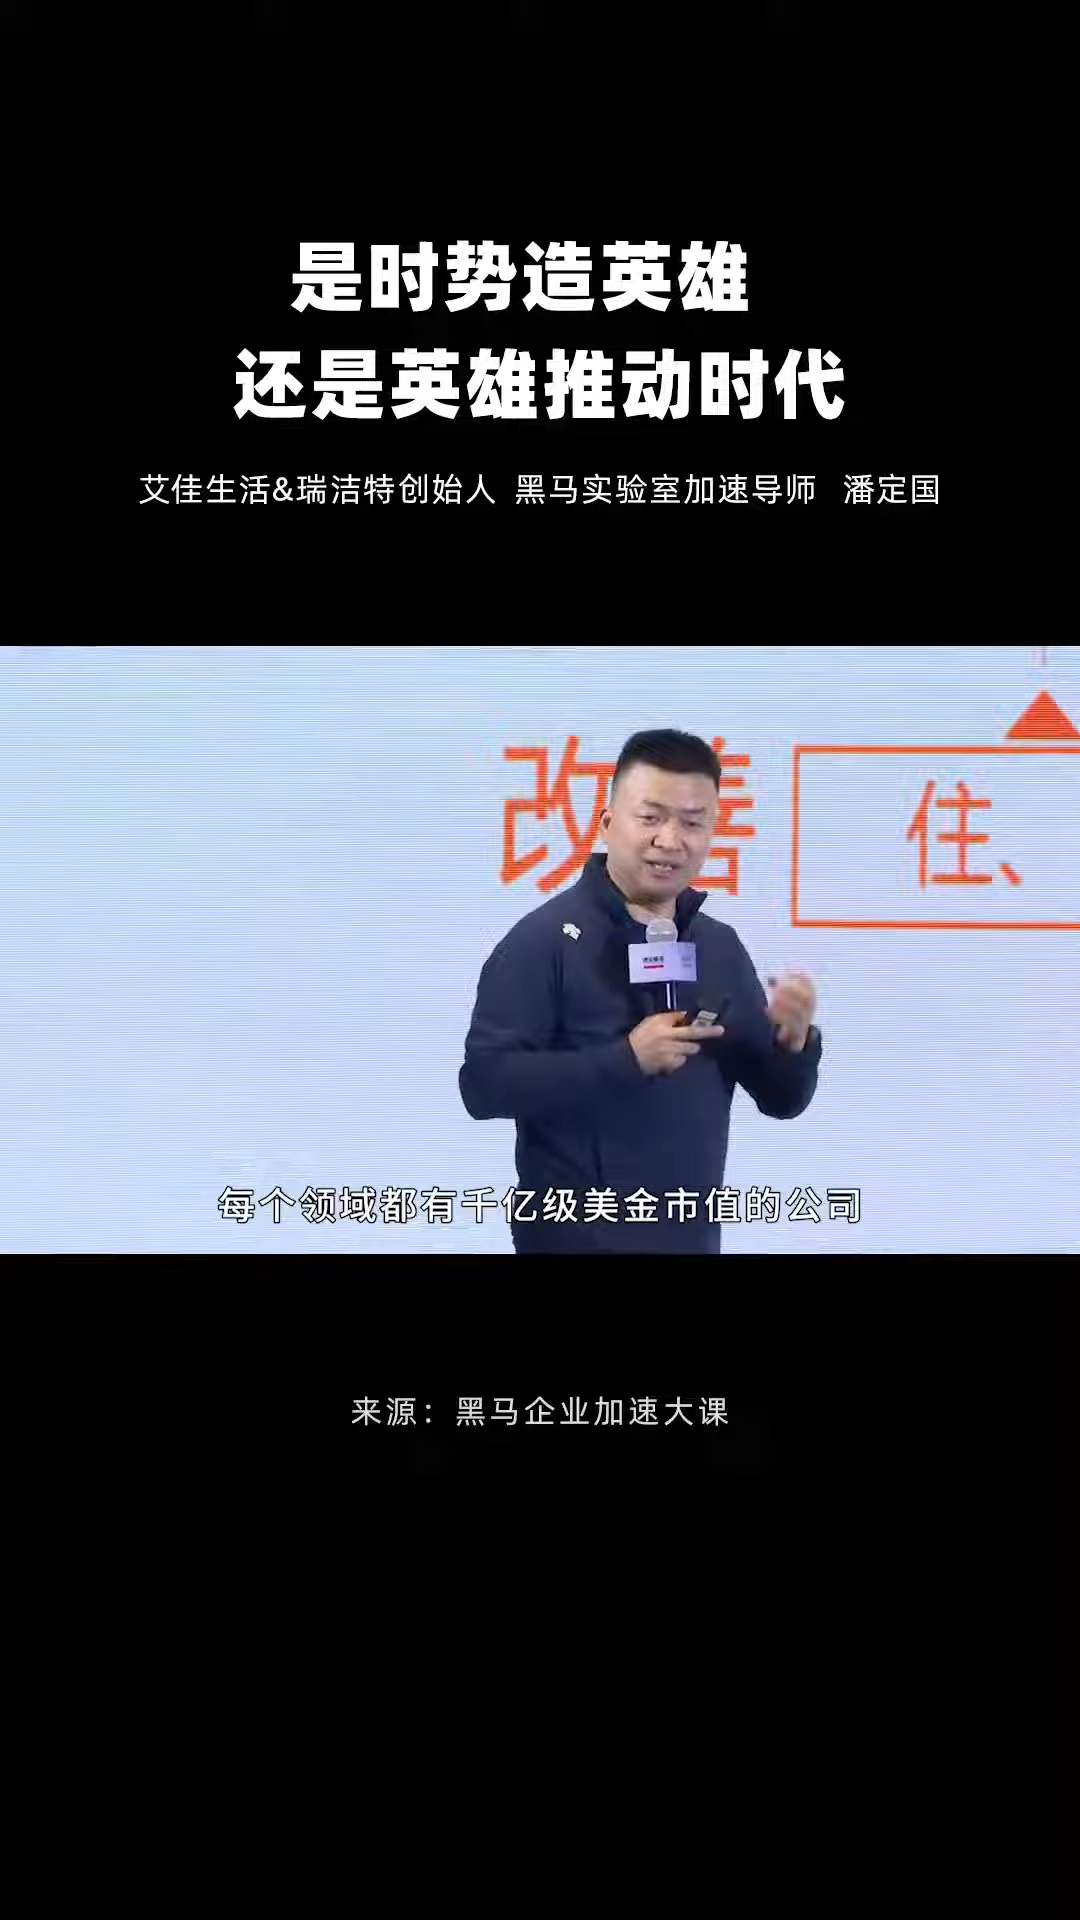 是时势造英雄
还是英雄推动时代
艾佳生活&瑞洁特创始人 黑马实验室加速导师 潘定国
改善
住、
每个领域都有千亿级美金市值的公司
来源：黑马企业加速大课